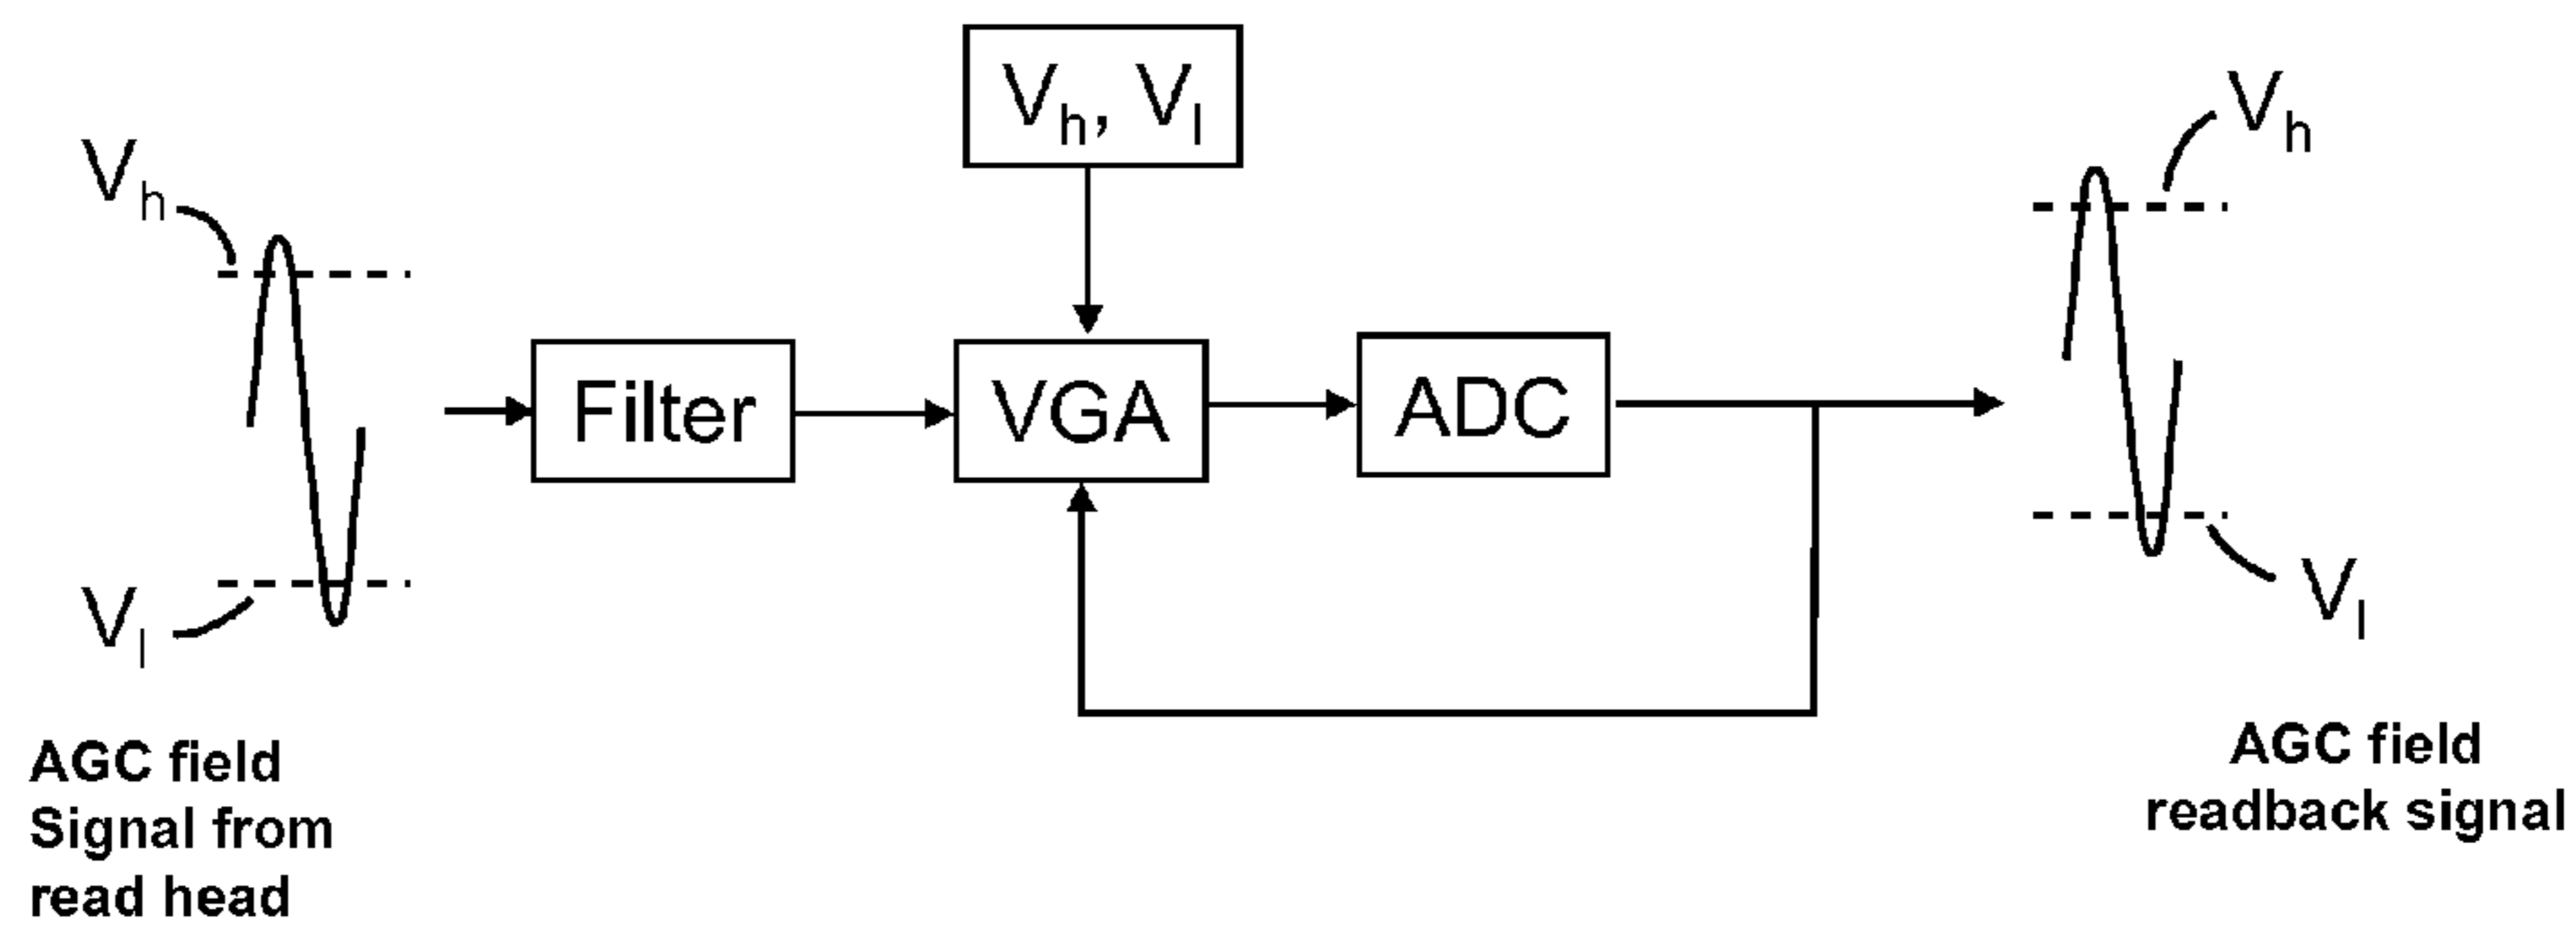 Vh
Vl
AGC field
Signal from
read head
Filter
Vh, Vl
VGA
ADC
Vh
Vl
AGC field
readback signal